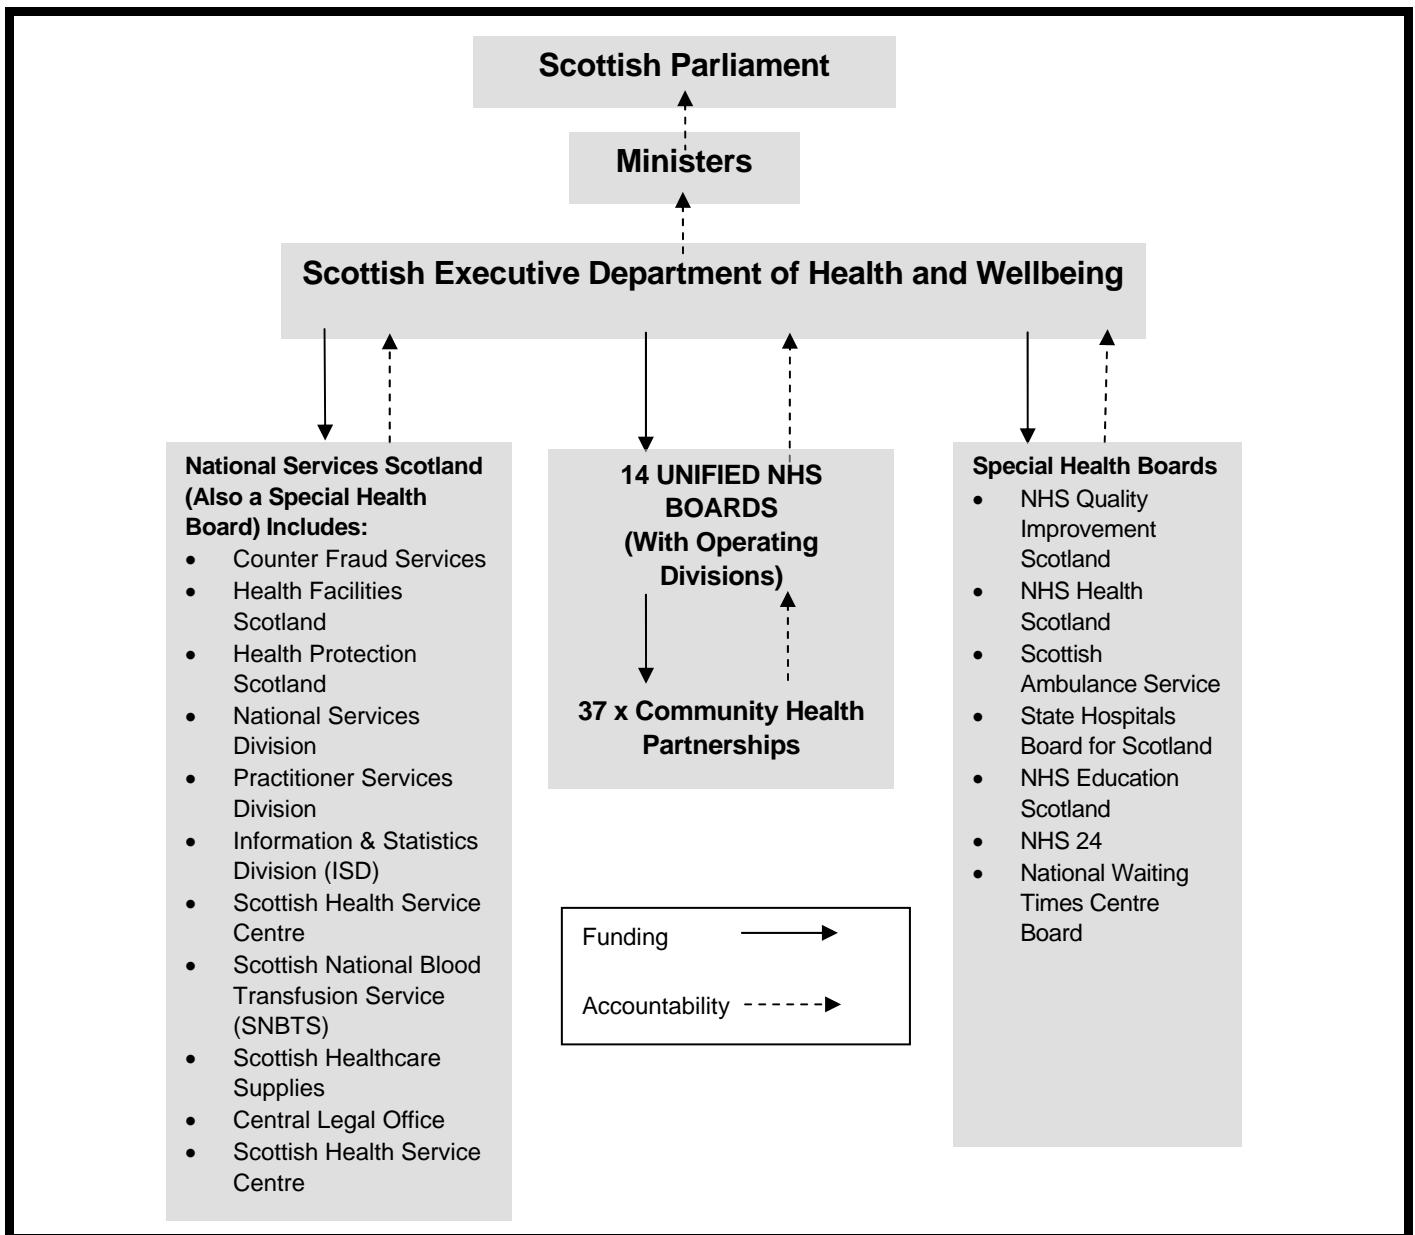 Scottish Parliament
Ministers
Scottish Executive Department of Health and Wellbeing
National Services Scotland
(Also a Special Health
Board) Includes:
• Counter Fraud Services
• Health Facilities
Scotland
• Health Protection
Scotland
• National Services
Division
• Practitioner Services
Division
• Information & Statistics
Division (ISD)
• Scottish Health Service
Centre
• Scottish National Blood
Transfusion Service
(SNBTS)
• Scottish Healthcare
Supplies
• Central Legal Office
• Scottish Health Service
Centre
14 UNIFIED NHS
BOARDS
(With Operating
Divisions)
37 x Community Health
Partnerships
Funding
Accountability
Special Health Boards
• NHS Quality
Improvement
Scotland
• NHS Health
Scotland
• Scottish
Ambulance Service
• State Hospitals
Board for Scotland
• NHS Education
Scotland
• NHS 24
• National Waiting
Times Centre
Board